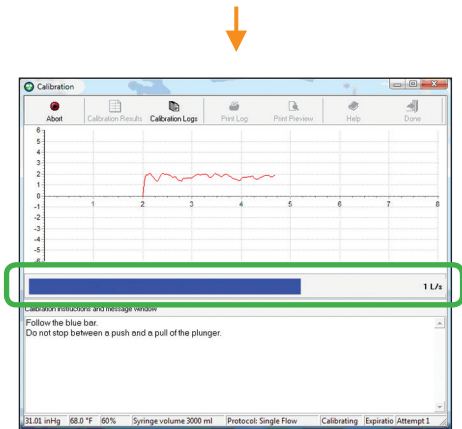 Calibration
Abort Calibration Results Calibration Logs Print Log Print Preview Help Done
6
5
4
3
2
1
0
-1
-2
-3
-4
-5
-6
1 2 3 4 5 6 7 8
1 L/s
Calibration instructions and message window
Follow the blue bar.
Do not stop between a push and a pull of the plunger.
31.01 inHg 68.0 °F 60% Syringe volume 3000 ml Protocol: Single Flow Calibrating Expiratio Attempt 1